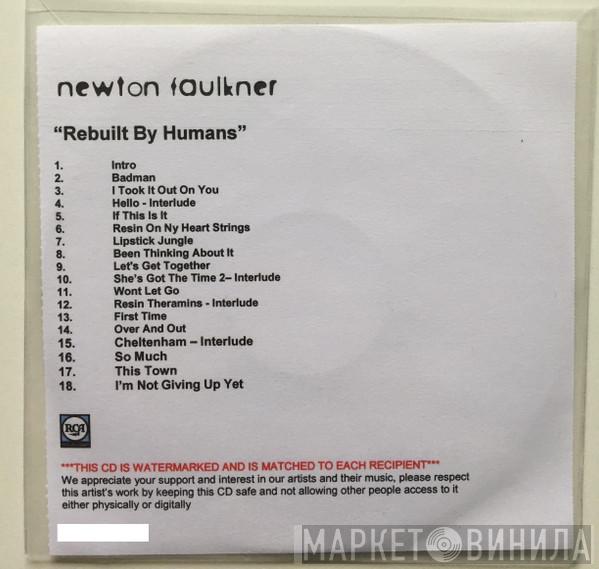 newton faulkner
“Rebuilt By Humans”
1. Intro
2. Badman
3. I Took It Out On You
4. Hello - Interlude
5. If This Is It
6. Resin On Ny Heart Strings
7. Lipstick Jungle
8. Been Thinking About It
9. Let's Get Together
10. She's Got The Time 2– Interlude
11. Wont Let Go
12. Resin Theramins - Interlude
13. First Time
14. Over And Out
15. Cheltenham – Interlude
16. So Much
17. This Town
18. I'm Not Giving Up Yet
RCA
***THIS CD IS WATERMARKED AND IS MATCHED TO EACH RECIPIENT***
We appreciate your support and interest in our artists and their music, please respect
this artist's work by keeping this CD safe and not allowing other people access to it
either physically or digitally
МАРКЕТ ВИНИЛА